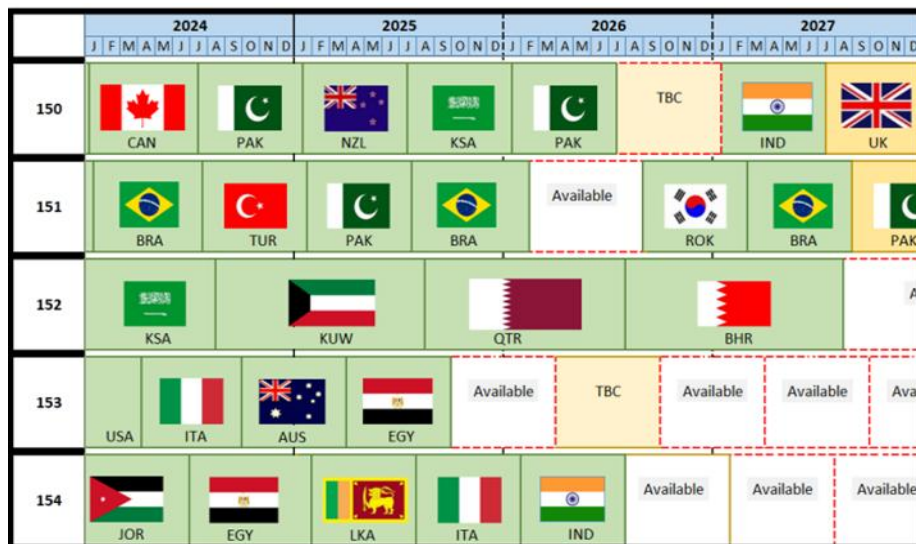 2024 2025 2026 2027
J F M A M J J A S O N D J F M A M J J A S O N D J F M A M J J A S O N D J F M A M J J A S O N
150 CAN PAK NZL KSA PAK TBC IND UK
151 BRA TUR PAK BRA Available ROK BRA PAK
152 KSA KUW QTR BHR A
153 USA ITA AUS EGY Available TBC Available Available Ava
154 JOR EGY LKA ITA IND Available Available Available